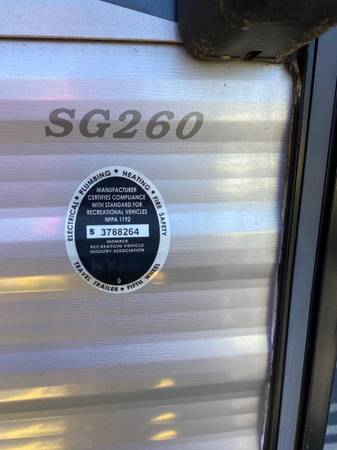 SG260
ELECTRICAL • PLUMBING • HEATING • FIRE SAFETY
MANUFACTURER
CERTIFIES COMPLIANCE
WITH STANDARD FOR
RECREATIONAL VEHICLES
NFPA 1192
S 3788264
MEMBER
RECREATION VEHICLE
INDUSTRY ASSOCIATION
D
TRAVEL TRAILER • FIFTH WHEEL